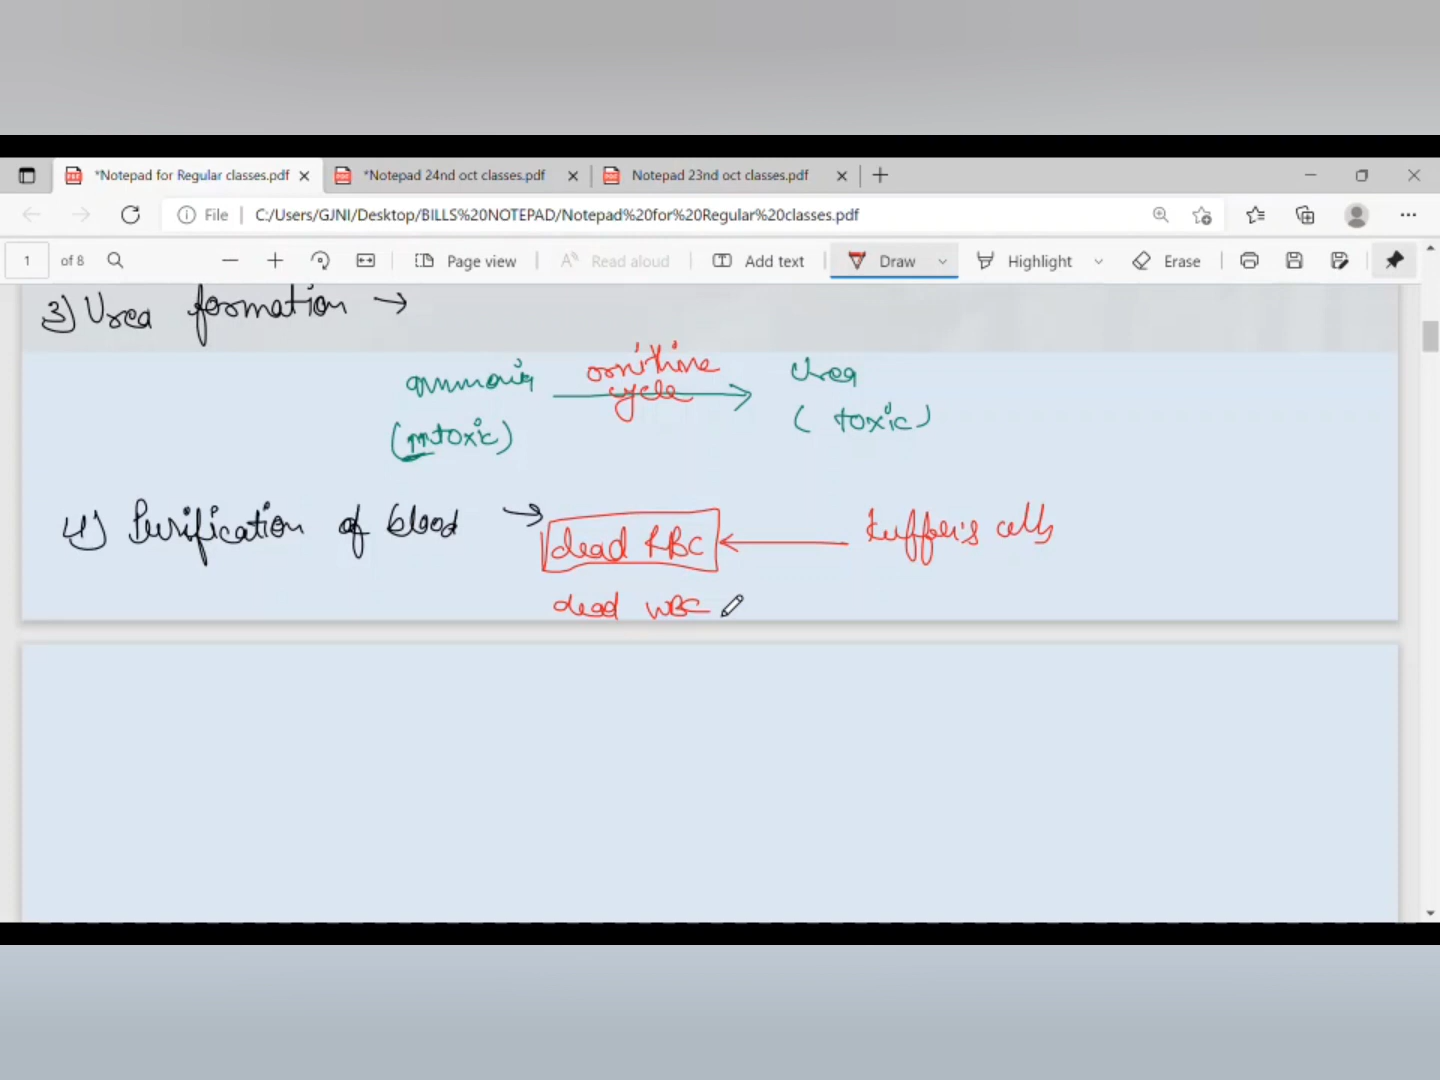 *Notepad for Regular classes.pdf
*Notepad 24nd oct classes.pdf
Notepad 23nd oct classes.pdf
File
C:/Users/GJNI/Desktop/BILLS%20NOTEPAD/Notepad%20for%20Regular%20classes.pdf
1 of 8
Page view
Read aloud
Add text
Draw
Highlight
Erase
3) Urea formation →
ammonia
ornithine
cycle
Urea
(mtoxic)
(toxic)
4) Purification of blood →
dead RBC
Kuffer's cells
dead WBC